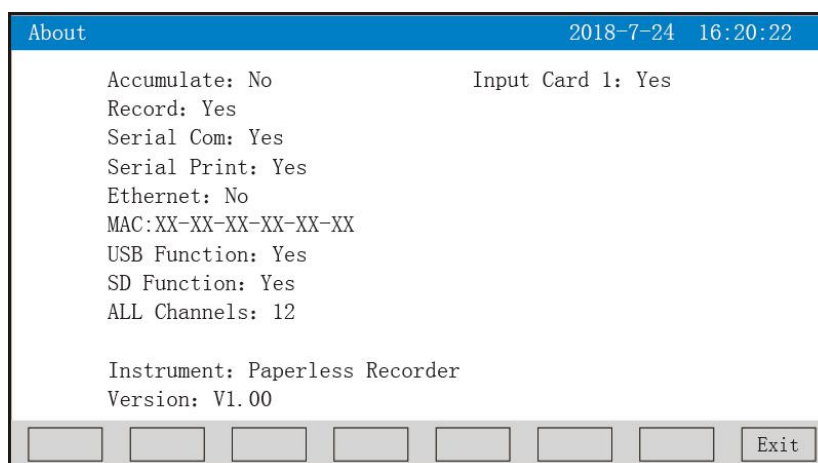 About 2018-7-24 16:20:22
Accumulate: No Input Card 1: Yes
Record: Yes
Serial Com: Yes
Serial Print: Yes
Ethernet: No
MAC:XX-XX-XX-XX-XX-XX
USB Function: Yes
SD Function: Yes
ALL Channels: 12
Instrument: Paperless Recorder
Version: V1.00
Exit